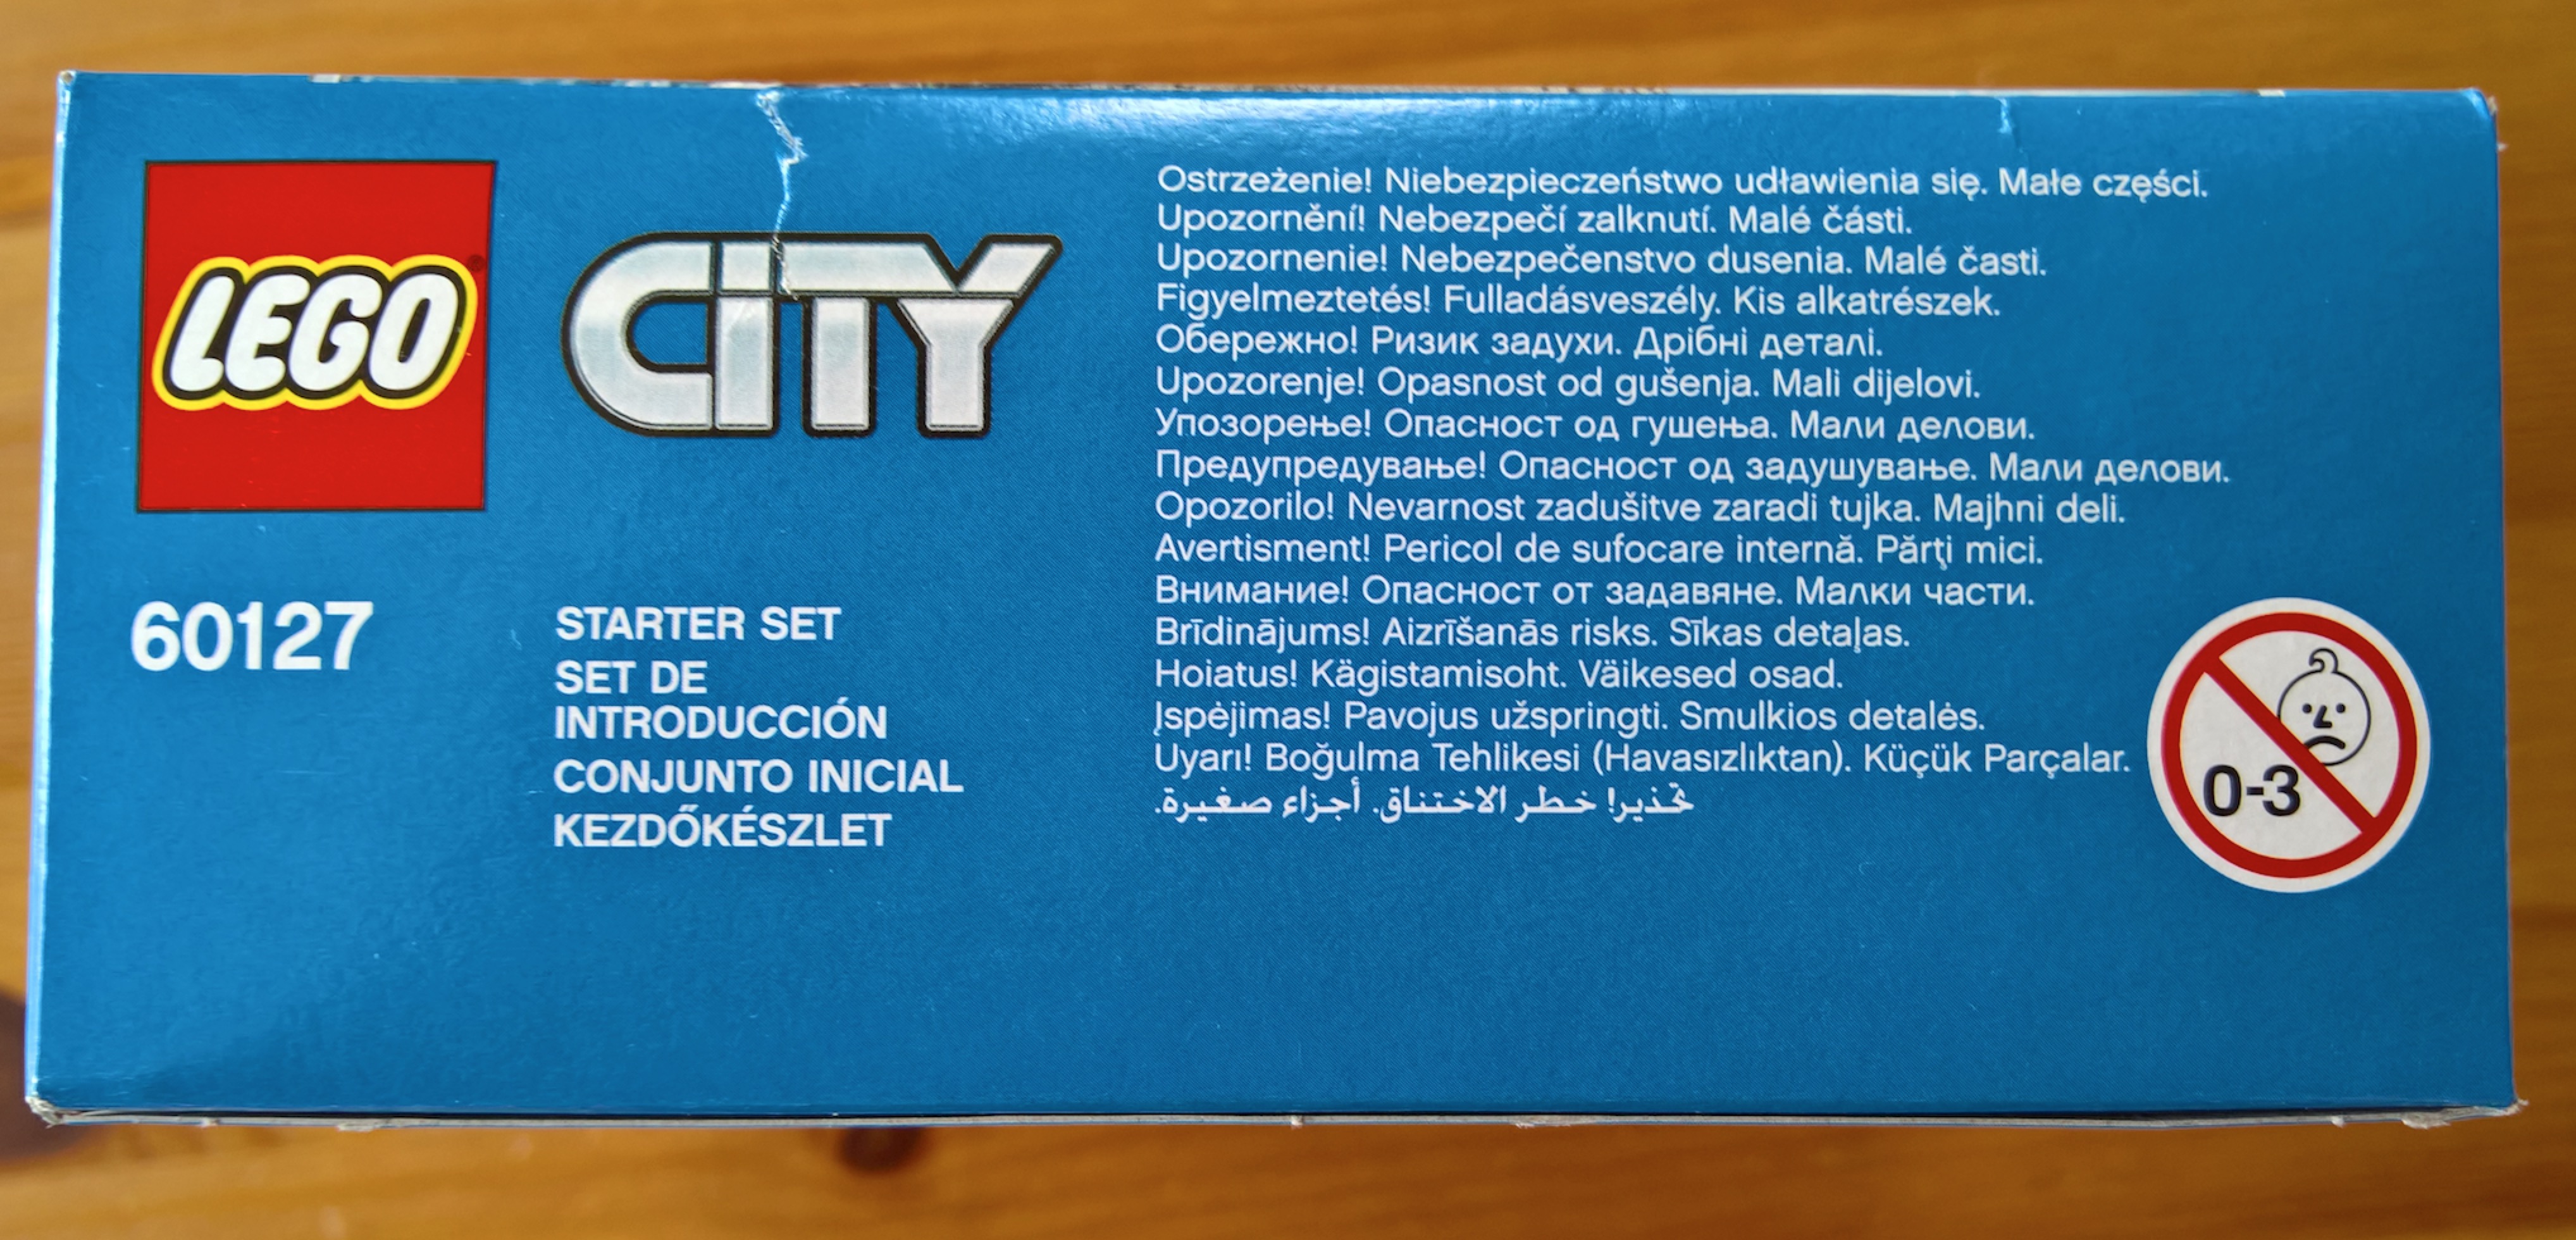 LEGO
CITY
60127
STARTER SET
SET DE
INTRODUCCIÓN
CONJUNTO INICIAL
KEZDŐKÉSZLET
Ostrzeżenie! Niebezpieczeństwo udławienia się. Małe części.
Upozornění! Nebezpečí zalknutí. Malé části.
Upozornenie! Nebezpečenstvo dusenia. Malé časti.
Figyelmeztetés! Fulladásveszély. Kis alkatrészek.
Обережно! Ризик задухи. Дрібні деталі.
Upozorenje! Opasnost od gušenja. Mali dijelovi.
Упозорење! Опасност од гушења. Мали делови.
Предупредување! Опасност од задушување. Мали делови.
Opozorilo! Nevarnost zadušitve zaradi tujka. Majhni deli.
Avertisment! Pericol de sufocare internă. Părţi mici.
Внимание! Опасност от задавяне. Малки части.
Brīdinājums! Aizrīšanās risks. Sīkas detaļas.
Hoiatus! Kägistamisoht. Väikesed osad.
Įspėjimas! Pavojus užspringti. Smulkios detalės.
Uyarı! Boğulma Tehlikesi (Havasızlıktan). Küçük Parçalar.
تحذير! خطر الاختناق. أجزاء صغيرة.
0-3